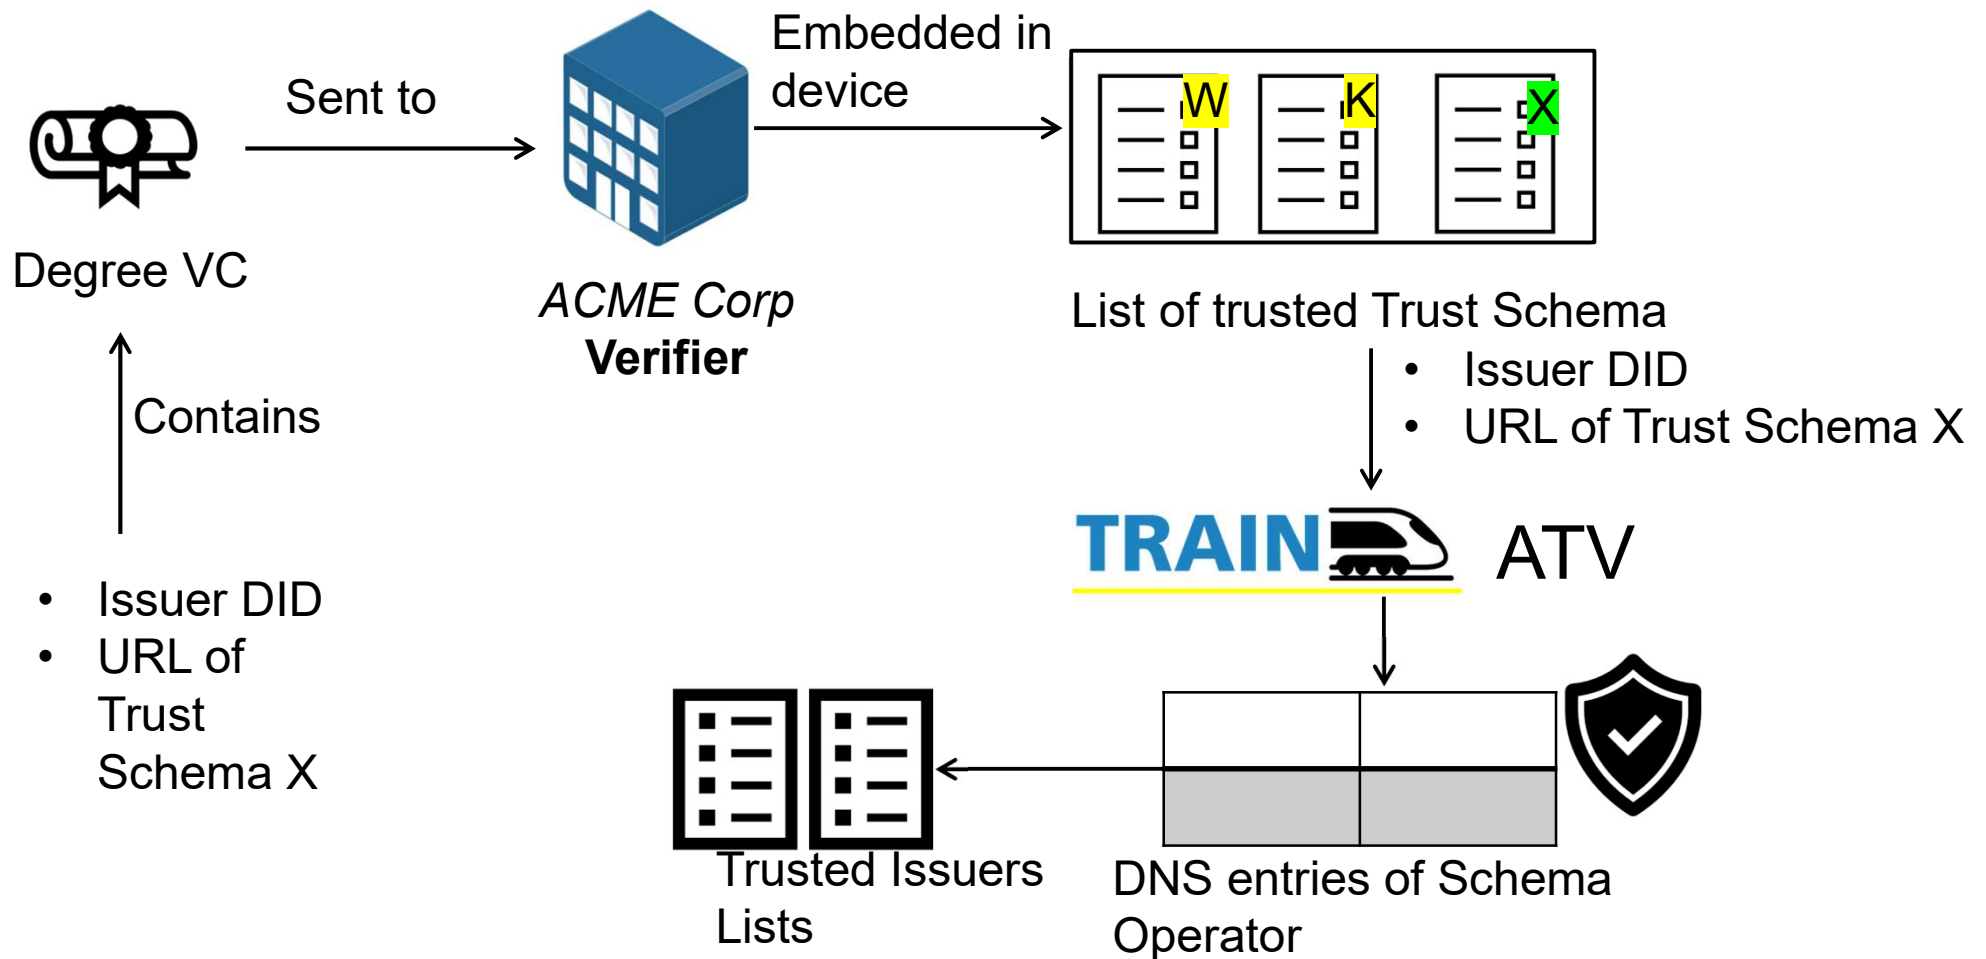 Sent to
Embedded in
device
W
K
X
Degree VC
ACME Corp
Verifier
List of trusted Trust Schema
• Issuer DID
• URL of Trust Schema X
Contains
TRAIN
ATV
• Issuer DID
• URL of
Trust
Schema X
Trusted Issuers
Lists
DNS entries of Schema
Operator